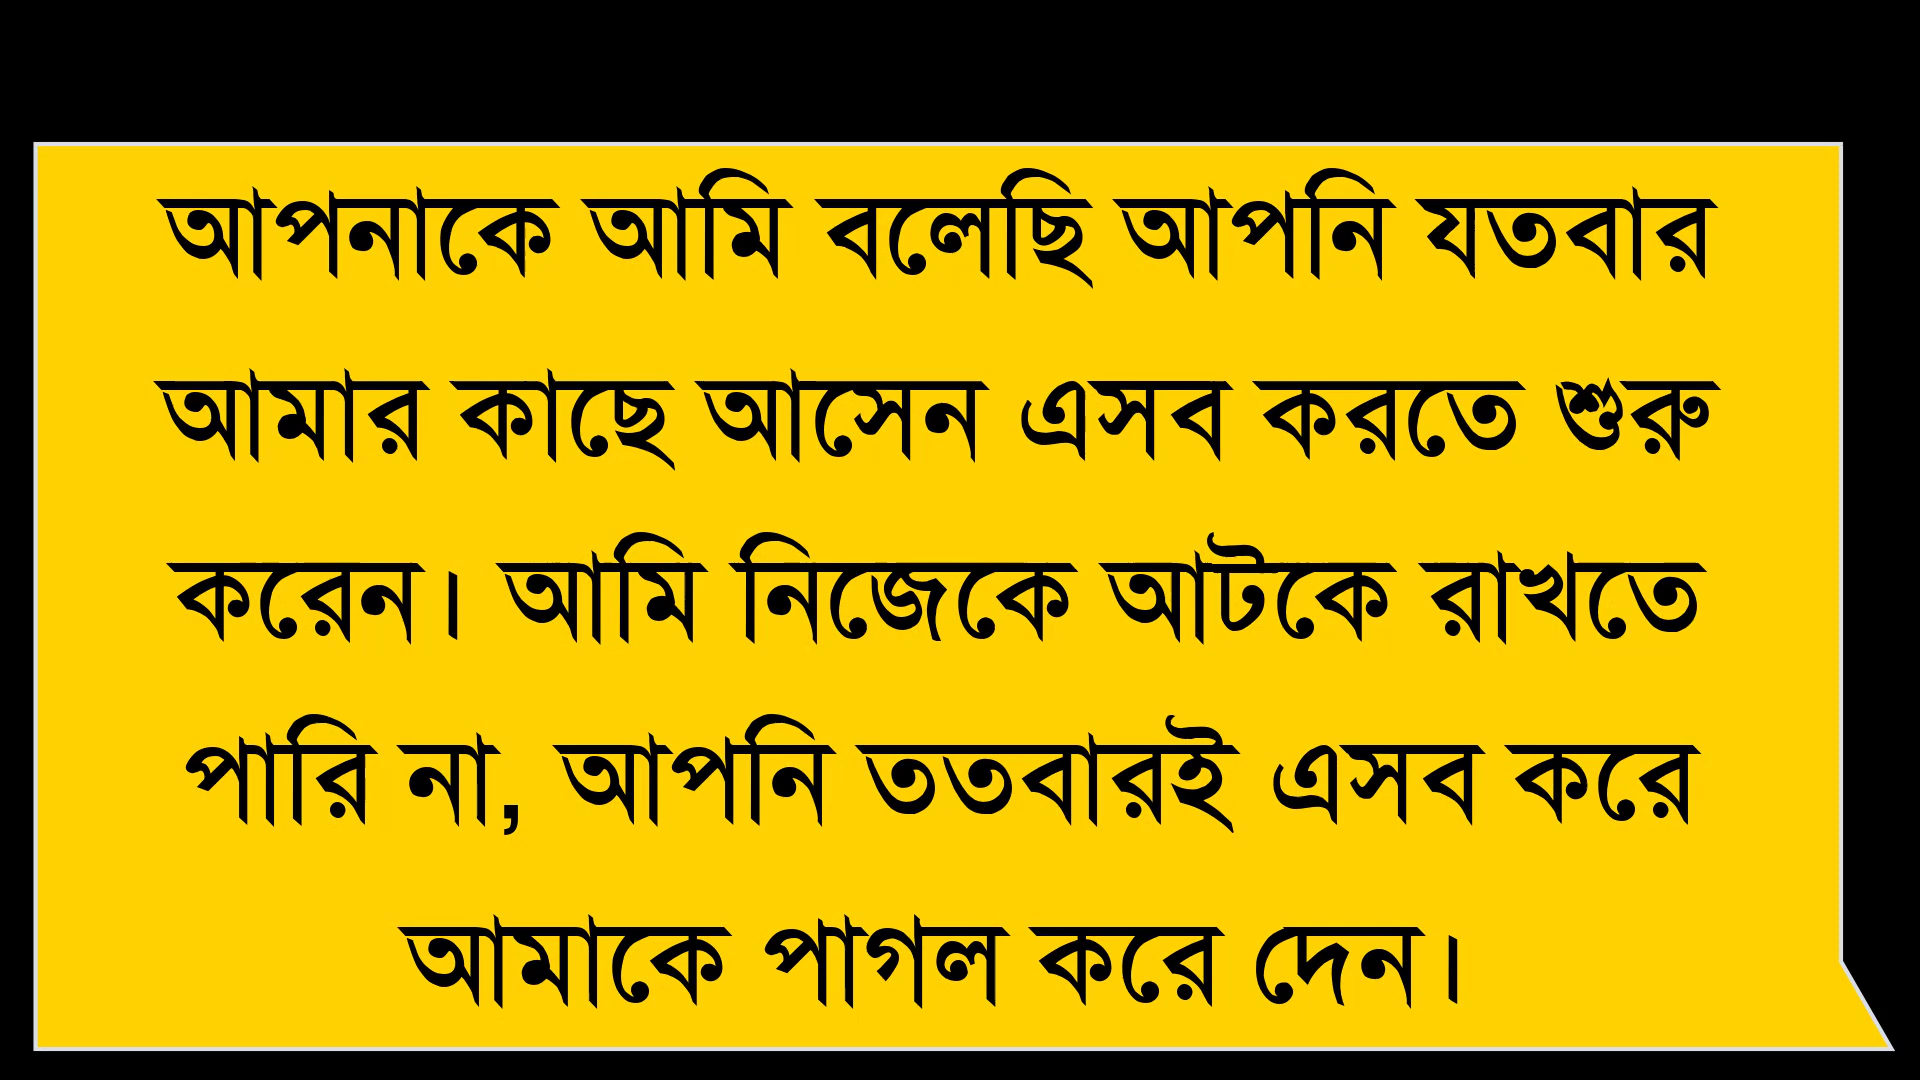 আপনাকে আমি বলেছি আপনি যতবার
আমার কাছে আসেন এসব করতে শুরু
করেন। আমি নিজেকে আটকে রাখতে
পারি না, আপনি ততবারই এসব করে
আমাকে পাগল করে দেন।